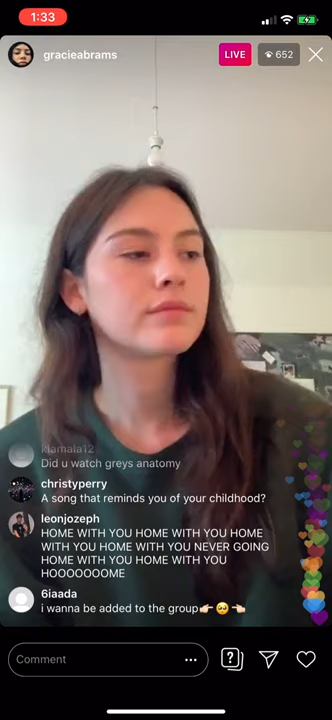 1:33
gracieabrams
LIVE
652
klamala12
Did u watch greys anatomy
christyperry
A song that reminds you of your childhood?
leonjozeph
HOME WITH YOU HOME WITH YOU HOME
WITH YOU HOME WITH YOU NEVER GOING
HOME WITH YOU HOME WITH YOU
HOOOOOOOME
6iaada
i wanna be added to the group👉🏻🥺👈🏻
Comment